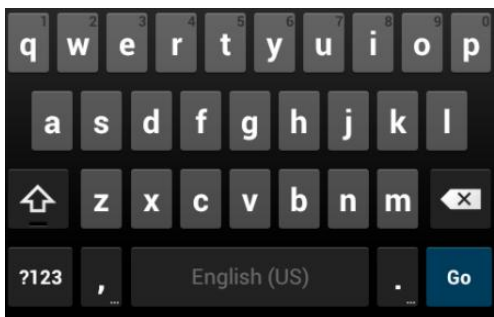 1 2 3 4 5 6 7 8 9 0
q w e r t y u i o p
a s d f g h j k l
z x c v b n m
?123 , ... English (US) . ... Go